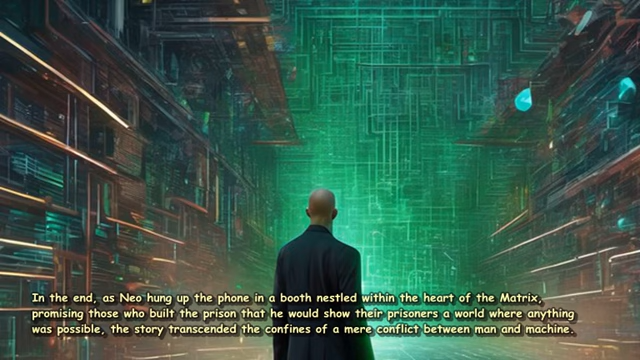 In the end, as Neo hung up the phone in a booth nestled within the heart of the Matrix,
promising those who built the prison that he would show their prisoners a world where anything
was possible, the story transcended the confines of a mere conflict between man and machine.